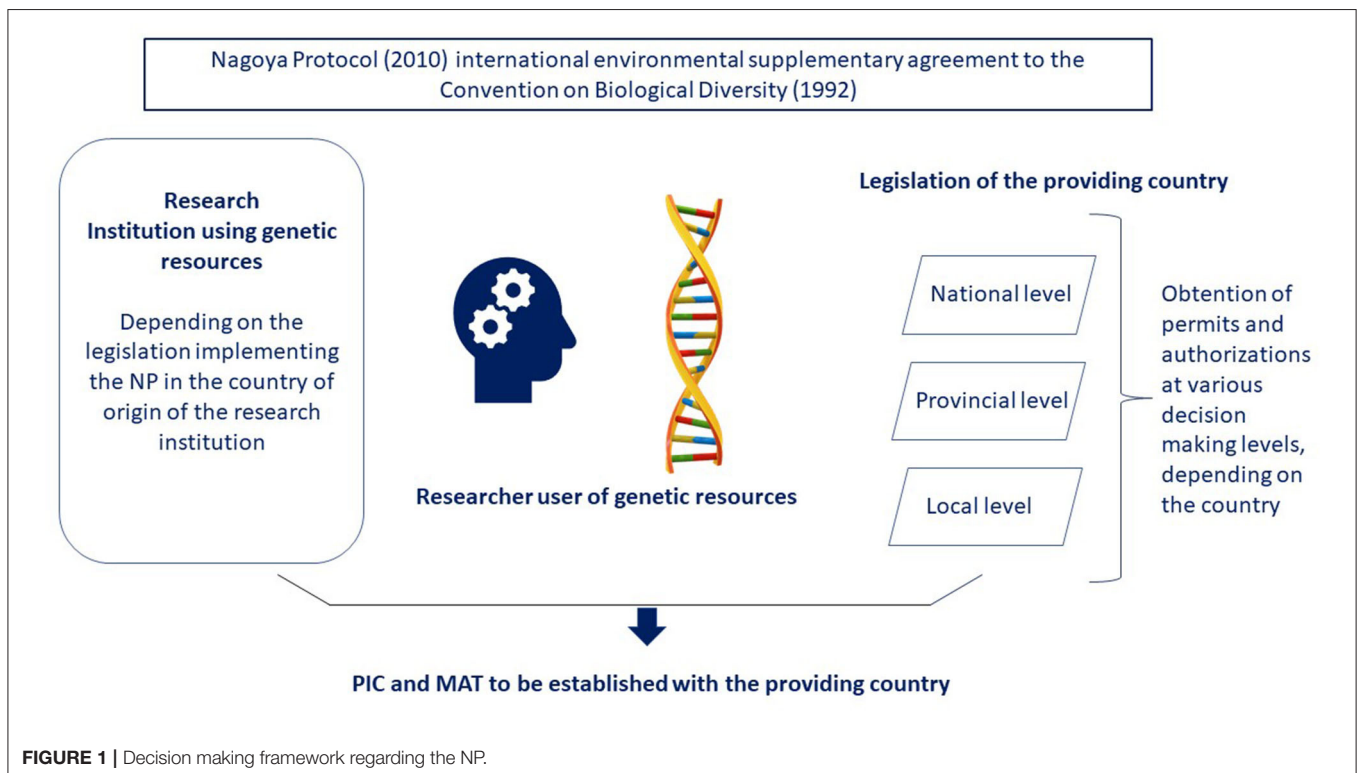 Nagoya Protocol (2010) international environmental supplementary agreement to the
Convention on Biological Diversity (1992)
Research
Institution using genetic
resources
Depending on the
legislation implementing
the NP in the country of
origin of the research
institution
Researcher user of genetic resources
Legislation of the providing country
National level
Provincial level
Local level
Obtention of
permits and
authorizations
at various
decision
making levels,
depending on
the country
PIC and MAT to be established with the providing country
FIGURE 1 | Decision making framework regarding the NP.